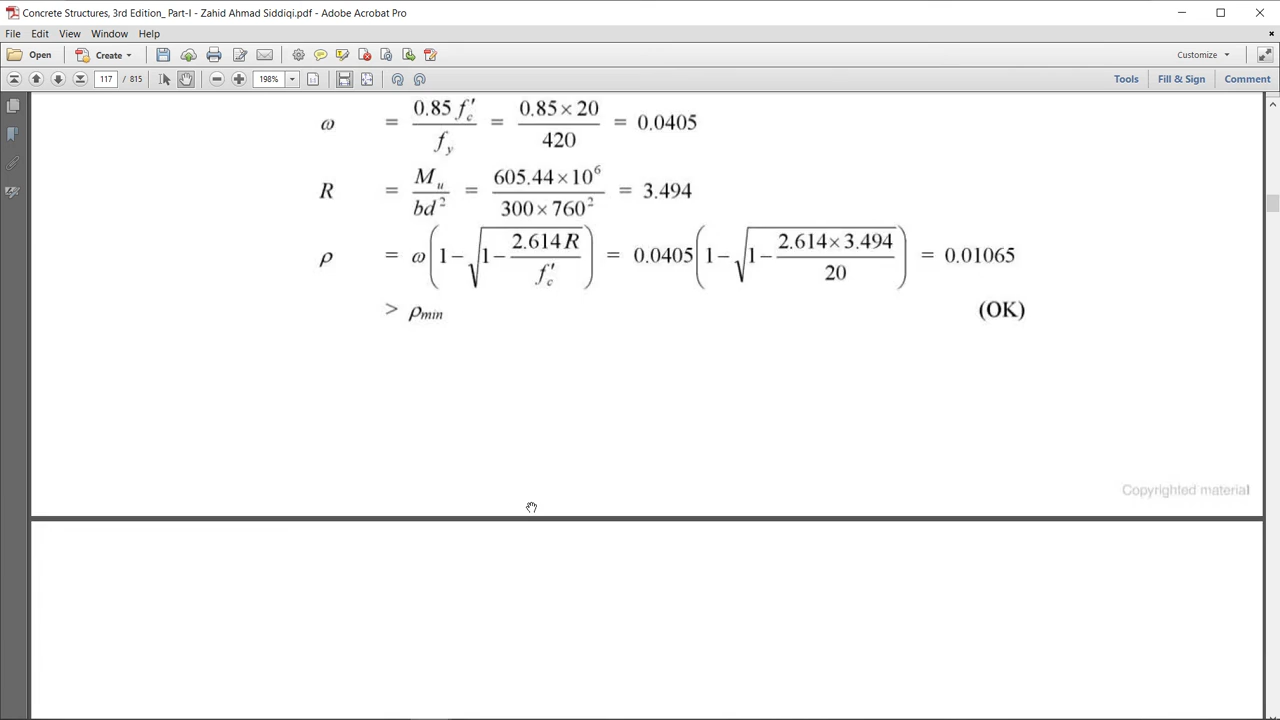 Concrete Structures, 3rd Edition_ Part-I - Zahid Ahmad Siddiqi.pdf - Adobe Acrobat Pro
File Edit View Window Help
Open Create Customize
117 / 815 198% Tools Fill & Sign Comment
ω = 0.85 f′c / fy = 0.85 × 20 / 420 = 0.0405
R = Mu / bd² = 605.44 × 10⁶ / 300 × 760² = 3.494
ρ = ω(1 − √(1 − 2.614 R / f′c)) = 0.0405(1 − √(1 − 2.614 × 3.494 / 20)) = 0.01065
> ρmin (OK)
Copyrighted material